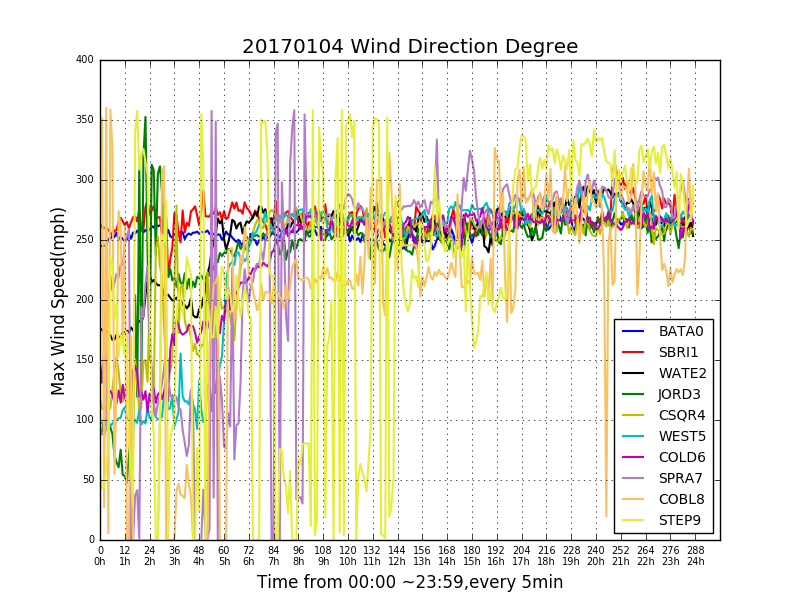 20170104 Wind Direction Degree
Max Wind Speed(mph)
400
350
300
250
200
150
100
50
0
BATA0
SBRI1
WATE2
JORD3
CSQR4
WEST5
COLD6
SPRA7
COBL8
STEP9
0 12 24 36 48 60 72 84 96 108 120 132 144 156 168 180 192 204 216 228 240 252 264 276 288
0h 1h 2h 3h 4h 5h 6h 7h 8h 9h 10h 11h 12h 13h 14h 15h 16h 17h 18h 19h 20h 21h 22h 23h 24h
Time from 00:00 ~23:59,every 5min